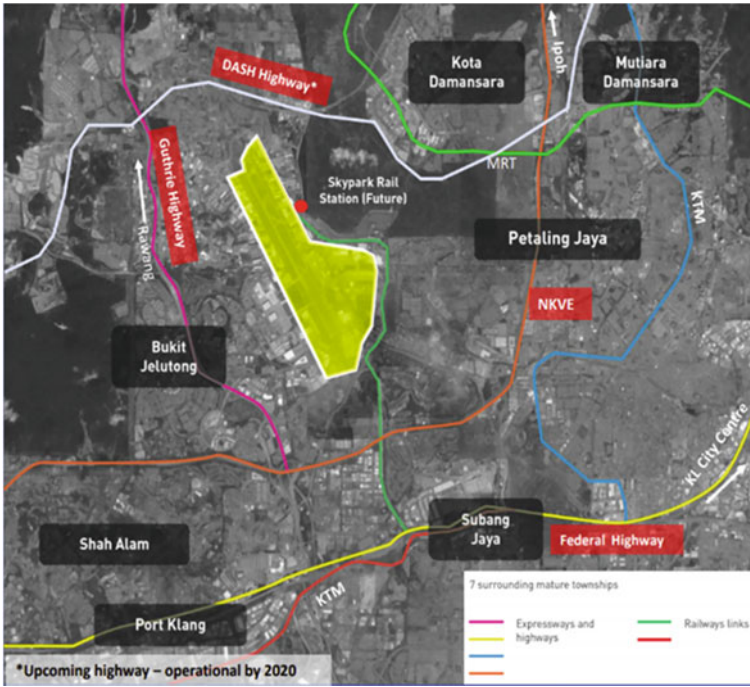 Ipoh
Kota
Damansara
Mutiara
Damansara
DASH Highway*
Guthrie Highway
Rawang
MRT
Skypark Rail
Station (Future)
KTM
Petaling Jaya
NKVE
Bukit
Jelutong
KL City Centre
Shah Alam
Subang
Jaya
Federal Highway
KTM
Port Klang
7 surrounding mature townships
Expressways and
highways
Railways links
*Upcoming highway – operational by 2020